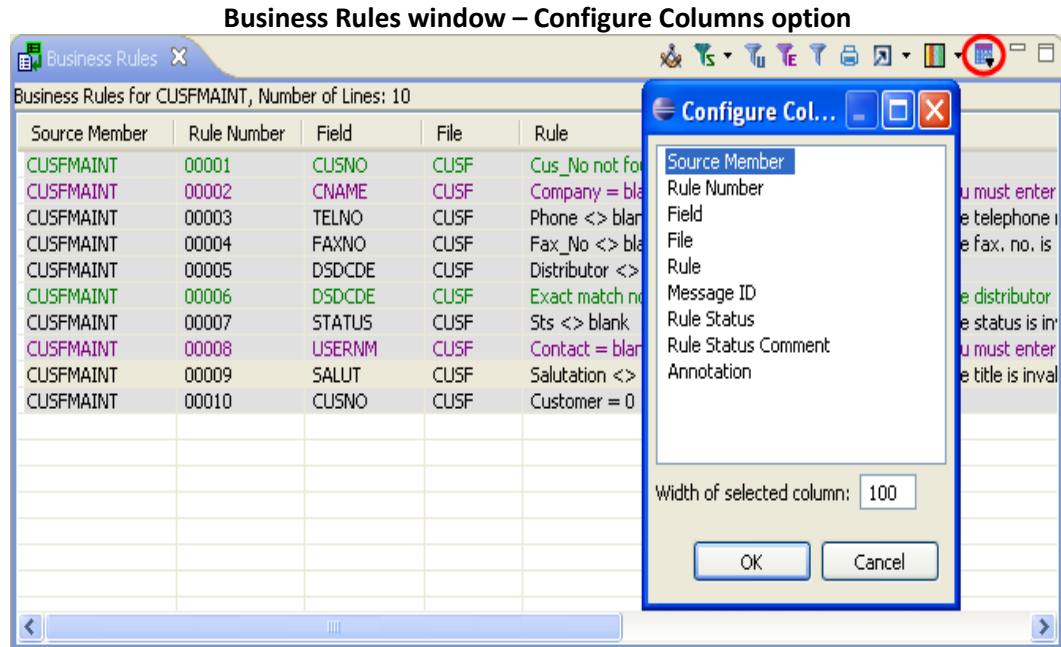 Business Rules window – Configure Columns option
Business Rules
Business Rules for CUSFMAINT, Number of Lines: 10
Source Member Rule Number Field File Rule
CUSFMAINT 00001 CUSNO CUSF Cus_No not fou
CUSFMAINT 00002 CNAME CUSF Company = bla u must enter
CUSFMAINT 00003 TELNO CUSF Phone <> blan e telephone
CUSFMAINT 00004 FAXNO CUSF Fax_No <> bla e fax. no. is
CUSFMAINT 00005 DSDCDE CUSF Distributor <>
CUSFMAINT 00006 DSDCDE CUSF Exact match no e distributor
CUSFMAINT 00007 STATUS CUSF Sts <> blank e status is in
CUSFMAINT 00008 USERNM CUSF Contact = blan u must enter
CUSFMAINT 00009 SALUT CUSF Salutation <> e title is inval
CUSFMAINT 00010 CUSNO CUSF Customer = 0
Configure Col...
Source Member
Rule Number
Field
File
Rule
Message ID
Rule Status
Rule Status Comment
Annotation
Width of selected column: 100
OK Cancel